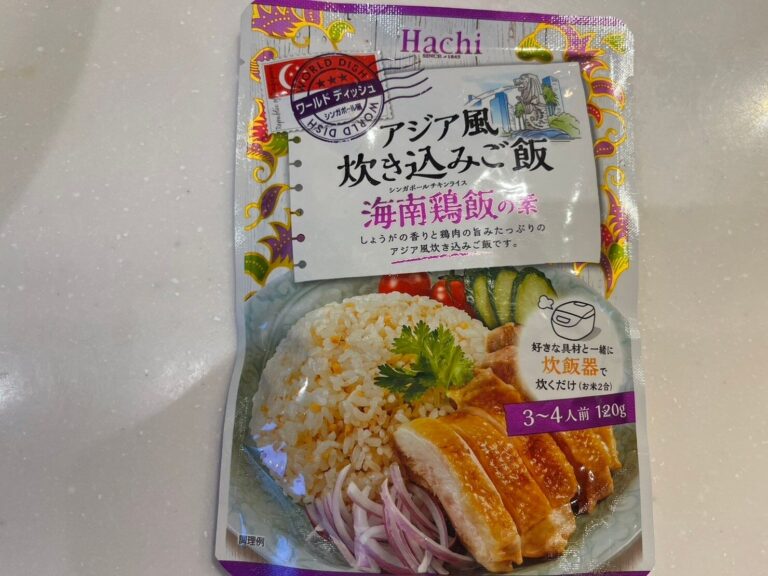 Hachi
SINCE 1845
WORLD DISH
ワールド ディッシュ
シンガポール編
WORLD DISH
アジア風
炊き込みご飯
シンガポールチキンライス
海南鶏飯の素
しょうがの香りと鶏肉の旨みたっぷりの
アジア風炊き込みご飯です。
好きな具材と一緒に
炊飯器で
炊くだけ(お米2合)
3～4人前 120g
調理例